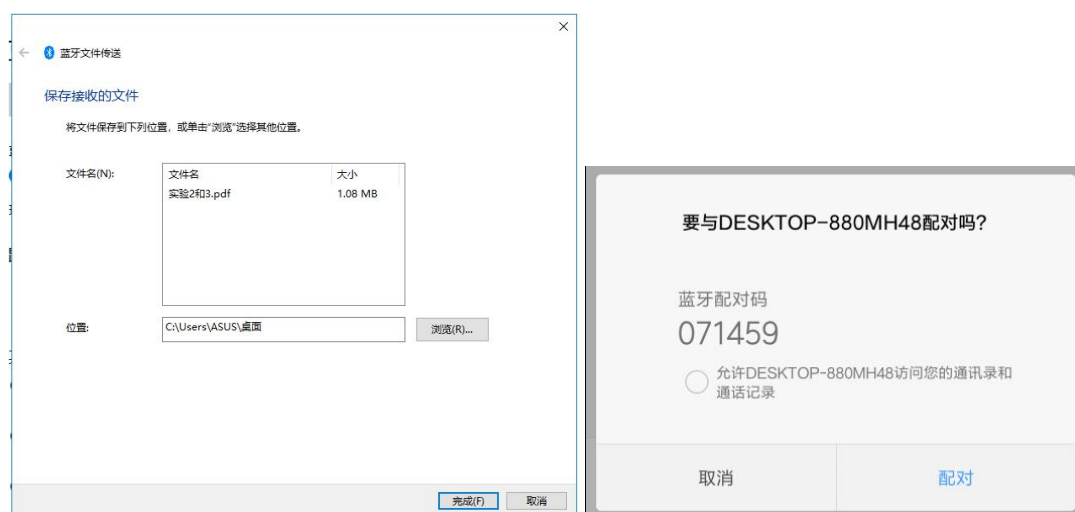 蓝牙文件传送
保存接收的文件
将文件保存到下列位置，或单击"浏览"选择其他位置。
文件名(N):
文件名 大小
实验2和3.pdf 1.08 MB
位置:
C:\Users\ASUS\桌面
浏览(R)...
完成(F) 取消
要与DESKTOP-880MH48配对吗?
蓝牙配对码
071459
允许DESKTOP-880MH48访问您的通讯录和
通话记录
取消 配对